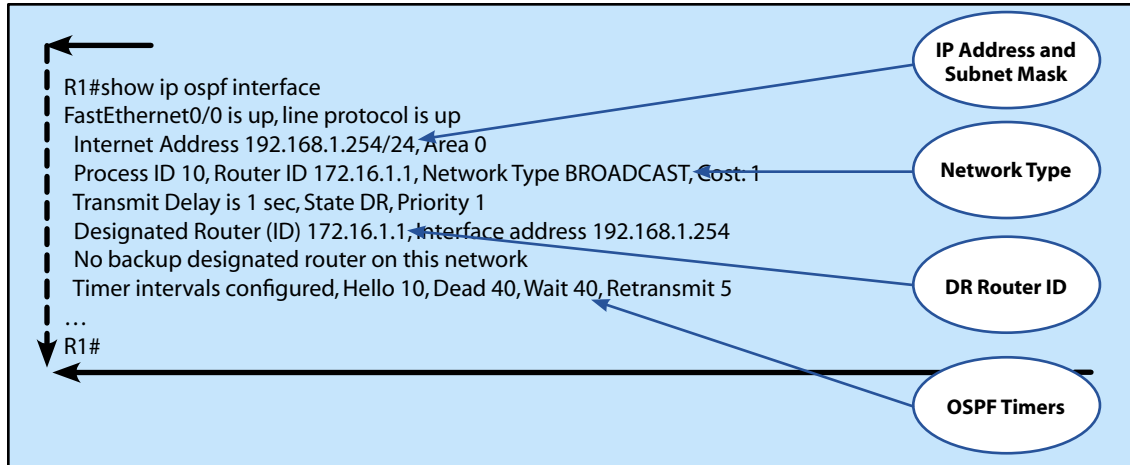 R1#show ip ospf interface
FastEthernet0/0 is up, line protocol is up
Internet Address 192.168.1.254/24, Area 0
Process ID 10, Router ID 172.16.1.1, Network Type BROADCAST, Cost: 1
Transmit Delay is 1 sec, State DR, Priority 1
Designated Router (ID) 172.16.1.1, Interface address 192.168.1.254
No backup designated router on this network
Timer intervals configured, Hello 10, Dead 40, Wait 40, Retransmit 5
…
R1#
IP Address and
Subnet Mask
Network Type
DR Router ID
OSPF Timers